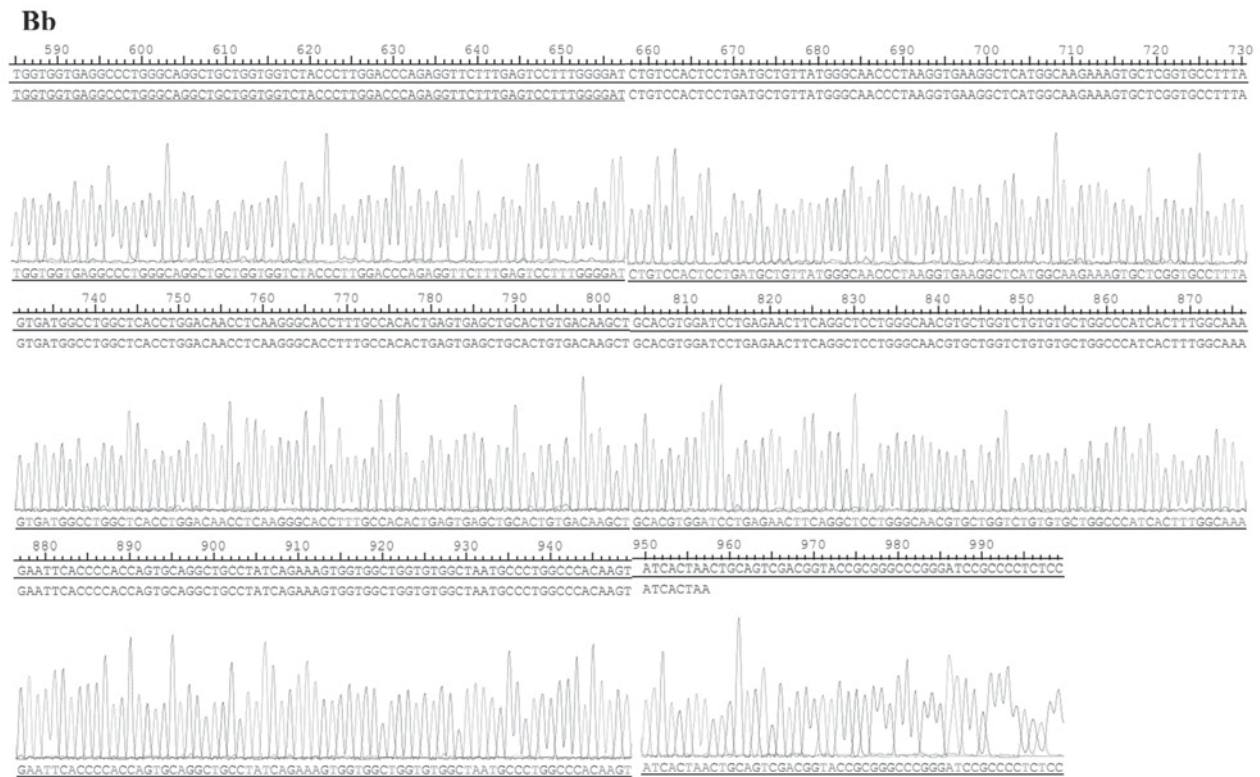 Bb
590 600 610 620 630 640 650 660 670 680 690 700 710 720 730
TGGTGGTGAGGCCCTGGGCAGGCTGCTGGTGGTCTACCCTTGGACCCAGAGGTTCTTTGAGTCCTTTGGGGAT CTGTCCACTCCTGATGCTGTTATGGGCAACCCTAAGGTGAAGGCTCATGGCAAGAAAGTGCTCGGTGCCTTTA
TGGTGGTGAGGCCCTGGGCAGGCTGCTGGTGGTCTACCCTTGGACCCAGAGGTTCTTTGAGTCCTTTGGGGAT CTGTCCACTCCTGATGCTGTTATGGGCAACCCTAAGGTGAAGGCTCATGGCAAGAAAGTGCTCGGTGCCTTTA
TGGTGGTGAGGCCCTGGGCAGGCTGCTGGTGGTCTACCCTTGGACCCAGAGGTTCTTTGAGTCCTTTGGGGAT CTGTCCACTCCTGATGCTGTTATGGGCAACCCTAAGGTGAAGGCTCATGGCAAGAAAGTGCTCGGTGCCTTTA
740 750 760 770 780 790 800 810 820 830 840 850 860 870
GTGATGGCCTGGCTCACCTGGACAACCTCAAGGGCACCTTTGCCACACTGAGTGAGCTGCACTGTGACAAGCT GCACGTGGATCCTGAGAACTTCAGGCTCCTGGGCAACGTGCTGGTCTGTGTGCTGGCCCATCACTTTGGCAAA
GTGATGGCCTGGCTCACCTGGACAACCTCAAGGGCACCTTTGCCACACTGAGTGAGCTGCACTGTGACAAGCT GCACGTGGATCCTGAGAACTTCAGGCTCCTGGGCAACGTGCTGGTCTGTGTGCTGGCCCATCACTTTGGCAAA
GTGATGGCCTGGCTCACCTGGACAACCTCAAGGGCACCTTTGCCACACTGAGTGAGCTGCACTGTGACAAGCT GCACGTGGATCCTGAGAACTTCAGGCTCCTGGGCAACGTGCTGGTCTGTGTGCTGGCCCATCACTTTGGCAAA
880 890 900 910 920 930 940 950 960 970 980 990
GAATTCACCCCACCAGTGCAGGCTGCCTATCAGAAAGTGGTGGCTGGTGTGGCTAATGCCCTGGCCCACAAGT ATCACTAACTGCAGTCGACGGTACCGCGGGCCCGGGATCCGCCCCTCTCC
GAATTCACCCCACCAGTGCAGGCTGCCTATCAGAAAGTGGTGGCTGGTGTGGCTAATGCCCTGGCCCACAAGT ATCACTAA
GAATTCACCCCACCAGTGCAGGCTGCCTATCAGAAAGTGGTGGCTGGTGTGGCTAATGCCCTGGCCCACAAGT ATCACTAACTGCAGTCGACGGTACCGCGGGCCCGGGATCCGCCCCTCTCC